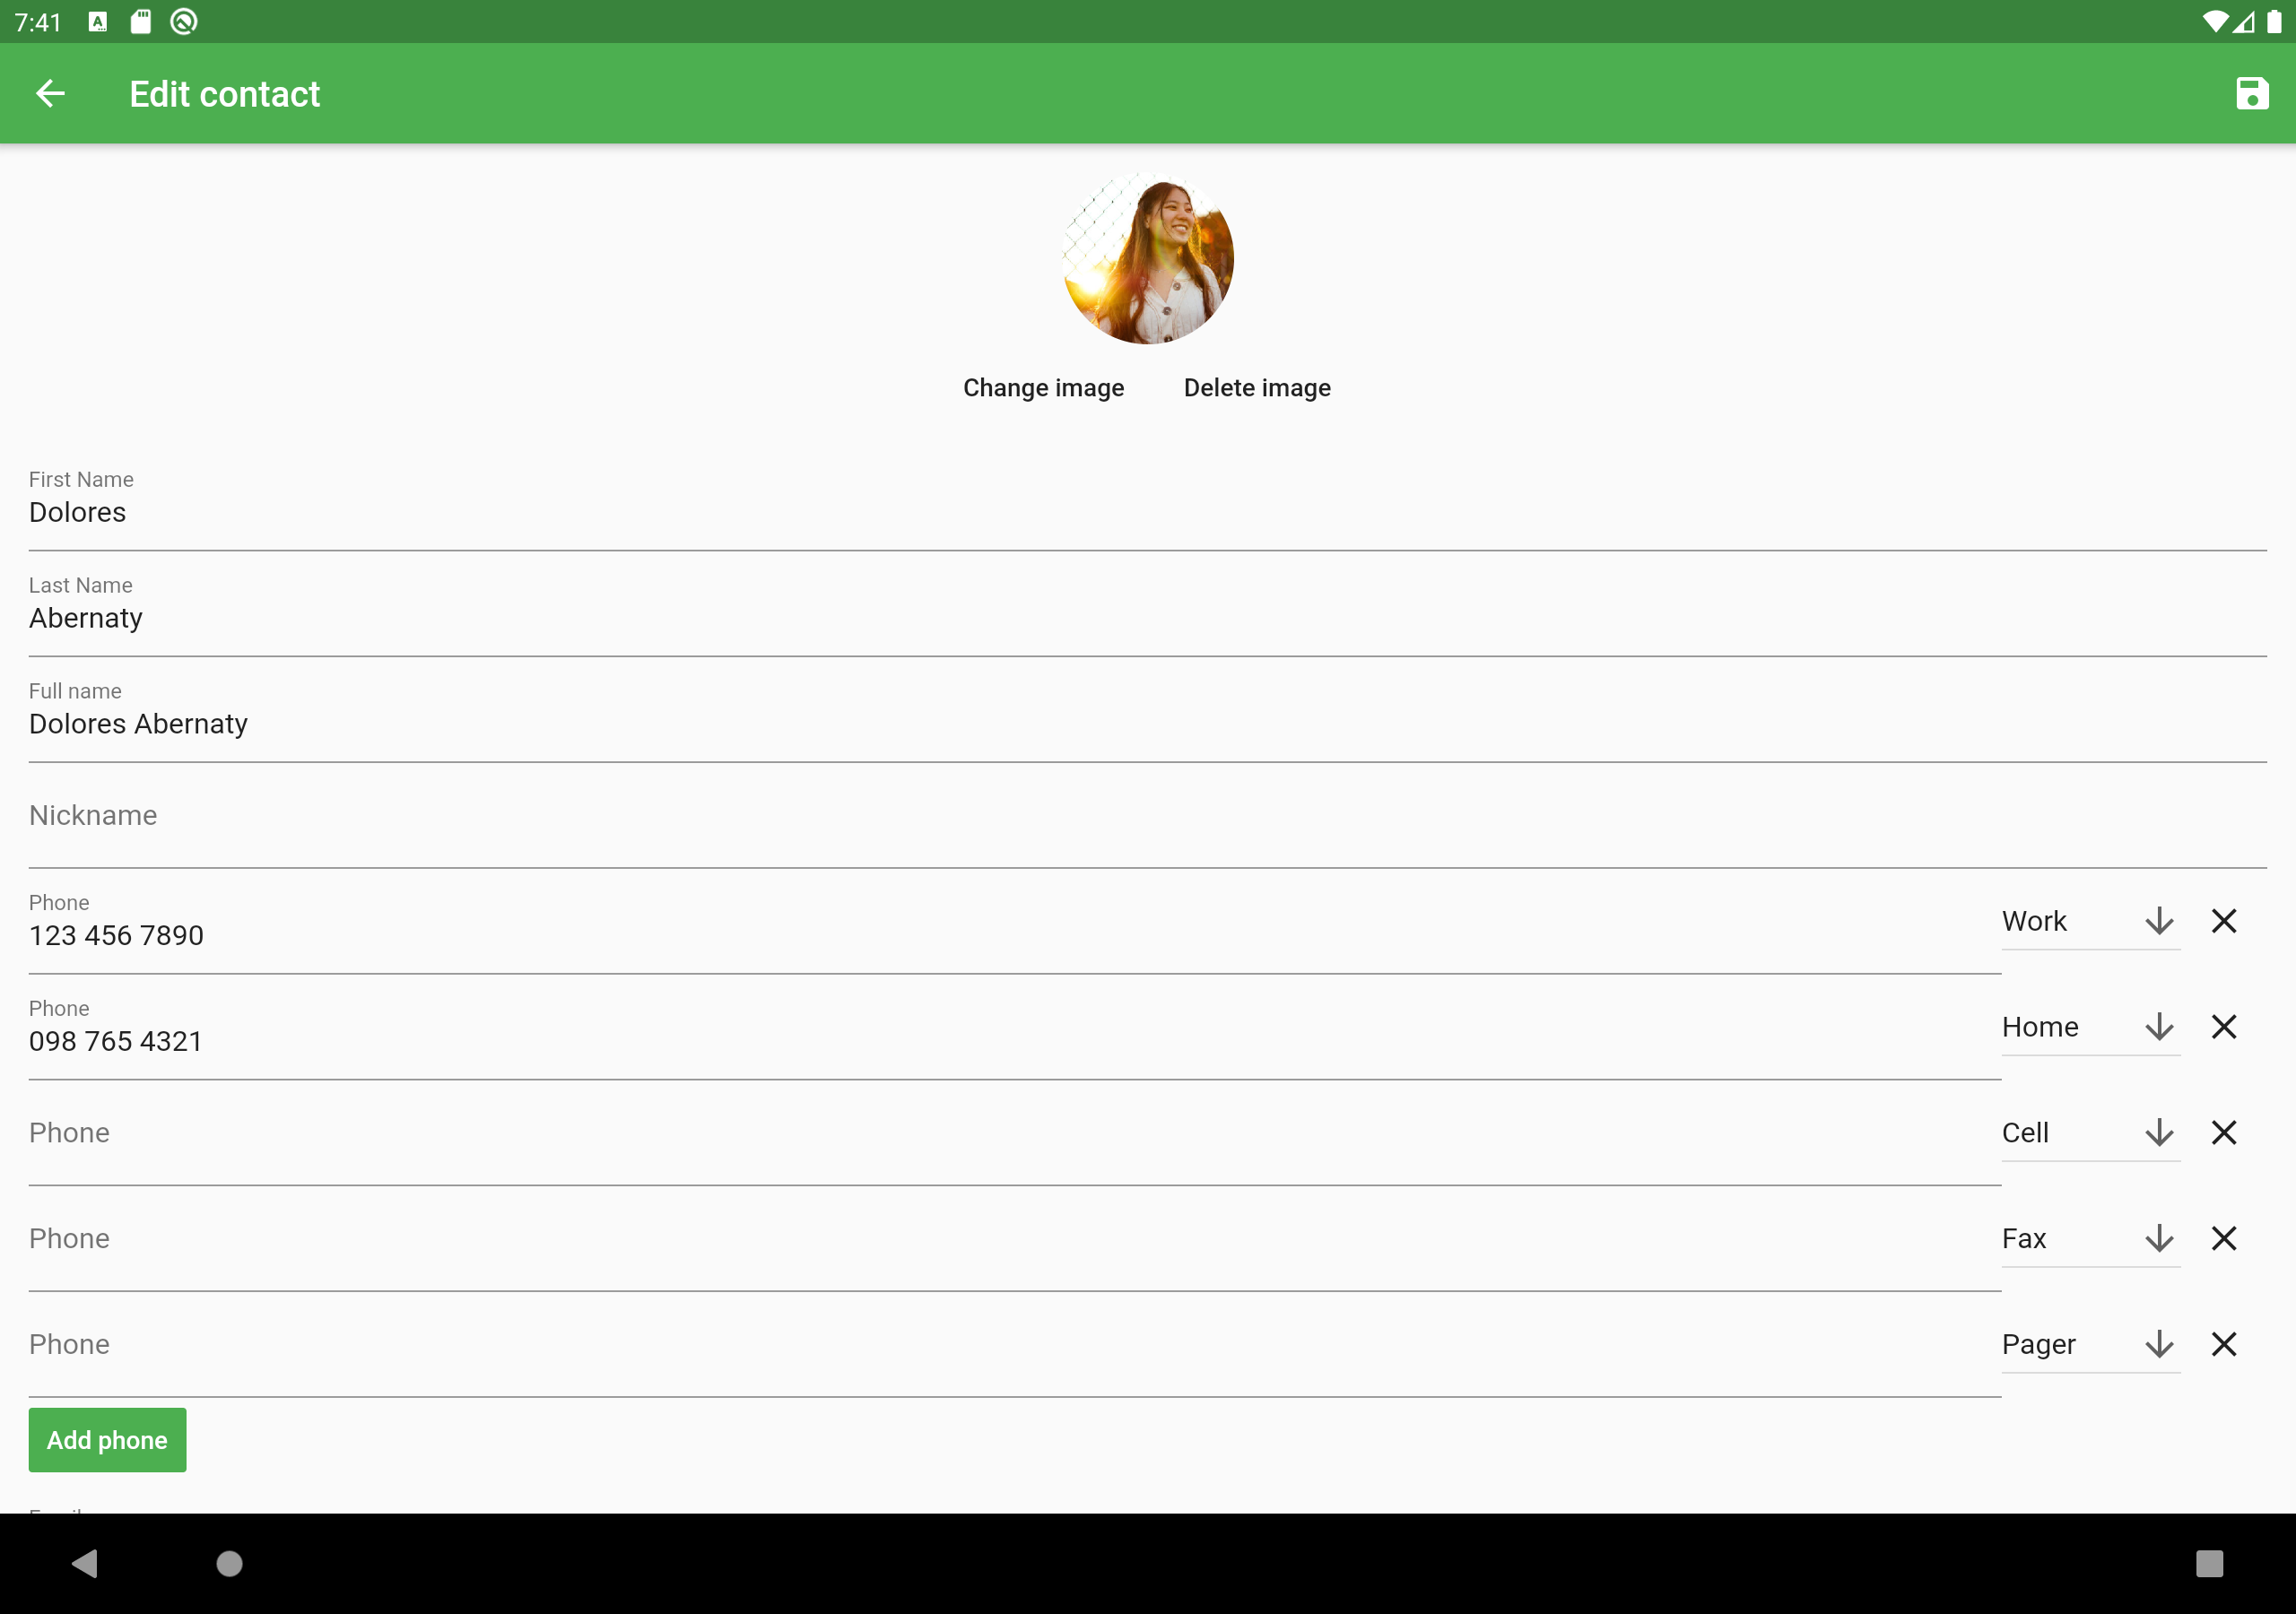 7:41
Edit contact
Change image Delete image
First Name
Dolores
Last Name
Abernaty
Full name
Dolores Abernaty
Nickname
Phone
123 456 7890 Work
Phone
098 765 4321 Home
Phone Cell
Phone Fax
Phone Pager
Add phone